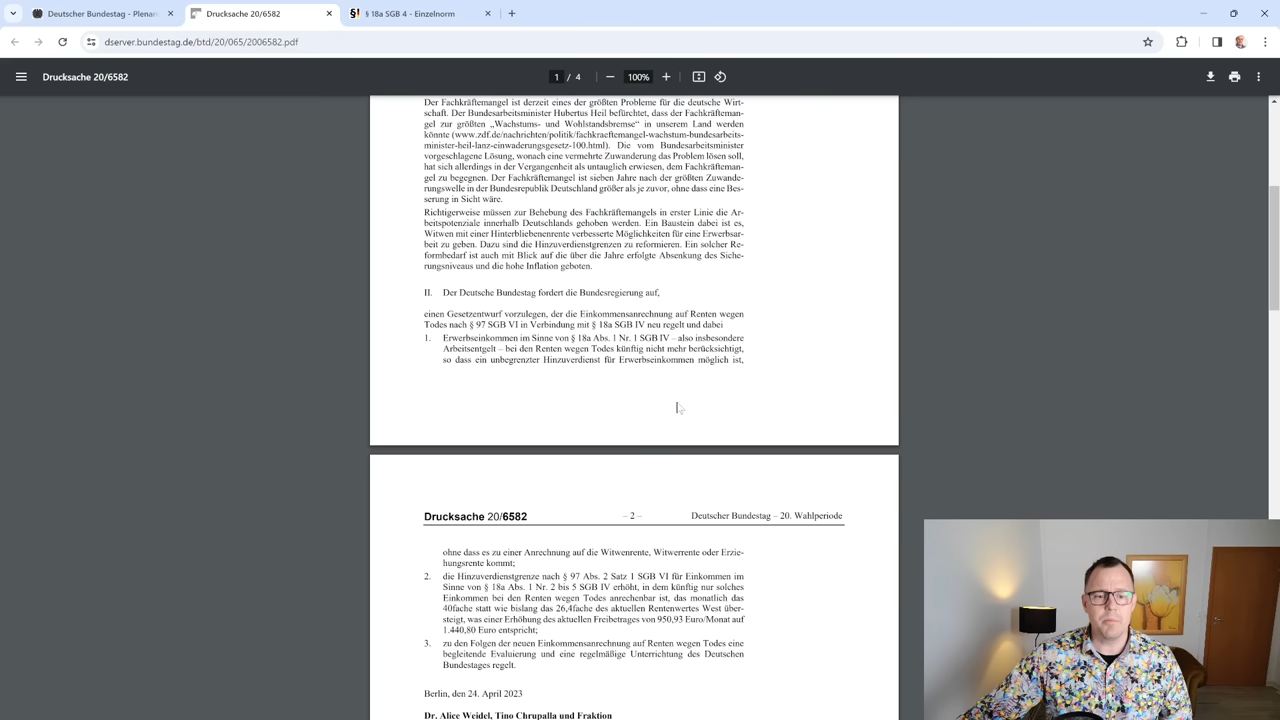 Deutscher Bundestag - Plenar
Drucksache 20/6582
§ 18a SGB 4 - Einzelnorm
dserver.bundestag.de/btd/20/065/2006582.pdf
Drucksache 20/6582
1 / 4
100%
Der Fachkräftemangel ist derzeit eines der größten Probleme für die deutsche Wirt-
schaft. Der Bundesarbeitsminister Hubertus Heil befürchtet, dass der Fachkräfteman-
gel zur größten „Wachstums- und Wohlstandsbremse“ in unserem Land werden
könnte (www.zdf.de/nachrichten/politik/fachkraeftemangel-wachstum-bundesarbeits-
minister-heil-lanz-einwaderungsgesetz-100.html). Die vom Bundesarbeitsminister
vorgeschlagene Lösung, wonach eine vermehrte Zuwanderung das Problem lösen soll,
hat sich allerdings in der Vergangenheit als untauglich erwiesen, dem Fachkräfteman-
gel zu begegnen. Der Fachkräftemangel ist sieben Jahre nach der größten Zuwande-
rungswelle in der Bundesrepublik Deutschland größer als je zuvor, ohne dass eine Bes-
serung in Sicht wäre.
Richtigerweise müssen zur Behebung des Fachkräftemangels in erster Linie die Ar-
beitspotenziale innerhalb Deutschlands gehoben werden. Ein Baustein dabei ist es,
Witwen mit einer Hinterbliebenenrente verbesserte Möglichkeiten für eine Erwerbsar-
beit zu geben. Dazu sind die Hinzuverdienstgrenzen zu reformieren. Ein solcher Re-
formbedarf ist auch mit Blick auf die über die Jahre erfolgte Absenkung des Siche-
rungsniveaus und die hohe Inflation geboten.
II. Der Deutsche Bundestag fordert die Bundesregierung auf,
einen Gesetzentwurf vorzulegen, der die Einkommensanrechnung auf Renten wegen
Todes nach § 97 SGB VI in Verbindung mit § 18a SGB IV neu regelt und dabei
1. Erwerbseinkommen im Sinne von § 18a Abs. 1 Nr. 1 SGB IV – also insbesondere
Arbeitsentgelt – bei den Renten wegen Todes künftig nicht mehr berücksichtigt,
so dass ein unbegrenzter Hinzuverdienst für Erwerbseinkommen möglich ist,
Drucksache 20/6582 – 2 – Deutscher Bundestag – 20. Wahlperiode
ohne dass es zu einer Anrechnung auf die Witwenrente, Witwerrente oder Erzie-
hungsrente kommt;
2. die Hinzuverdienstgrenze nach § 97 Abs. 2 Satz 1 SGB VI für Einkommen im
Sinne von § 18a Abs. 1 Nr. 2 bis 5 SGB IV erhöht, in dem künftig nur solches
Einkommen bei den Renten wegen Todes anrechenbar ist, das monatlich das
40fache statt wie bislang das 26,4fache des aktuellen Rentenwertes West über-
steigt, was einer Erhöhung des aktuellen Freibetrages von 950,93 Euro/Monat auf
1.440,80 Euro entspricht;
3. zu den Folgen der neuen Einkommensanrechnung auf Renten wegen Todes eine
begleitende Evaluierung und eine regelmäßige Unterrichtung des Deutschen
Bundestages regelt.
Berlin, den 24. April 2023
Dr. Alice Weidel, Tino Chrupalla und Fraktion